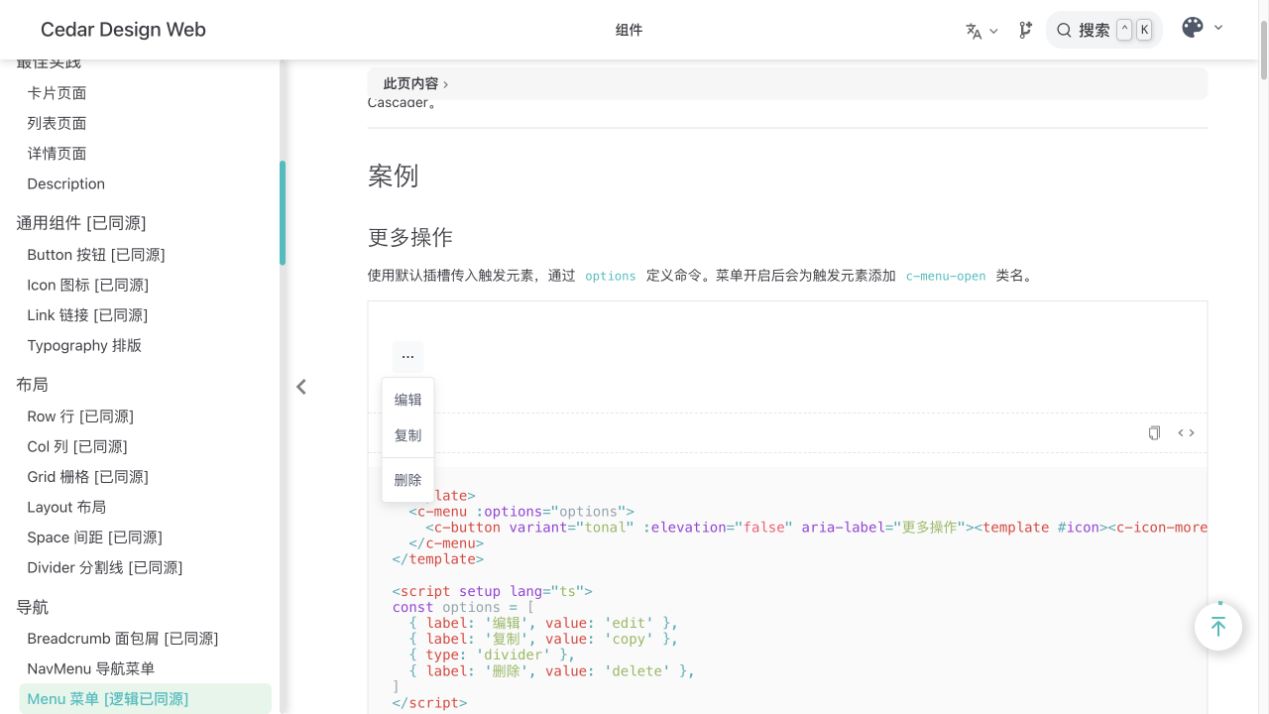 Cedar Design Web
组件
搜索 ^ K
最佳实践
卡片页面
列表页面
详情页面
Description
通用组件 [已同源]
Button 按钮 [已同源]
Icon 图标 [已同源]
Link 链接 [已同源]
Typography 排版
布局
Row 行 [已同源]
Col 列 [已同源]
Grid 栅格 [已同源]
Layout 布局
Space 间距 [已同源]
Divider 分割线 [已同源]
导航
Breadcrumb 面包屑 [已同源]
NavMenu 导航菜单
Menu 菜单 [逻辑已同源]
此页内容 ›
Cascader。
案例
更多操作
使用默认插槽传入触发元素，通过 options 定义命令。菜单开启后会为触发元素添加 c-menu-open 类名。
...
编辑
复制
删除
late>
<c-menu :options="options">
<c-button variant="tonal" :elevation="false" aria-label="更多操作"><template #icon><c-icon-more
</c-menu>
</template>
<script setup lang="ts">
const options = [
{ label: '编辑', value: 'edit' },
{ label: '复制', value: 'copy' },
{ type: 'divider' },
{ label: '删除', value: 'delete' },
]
</script>